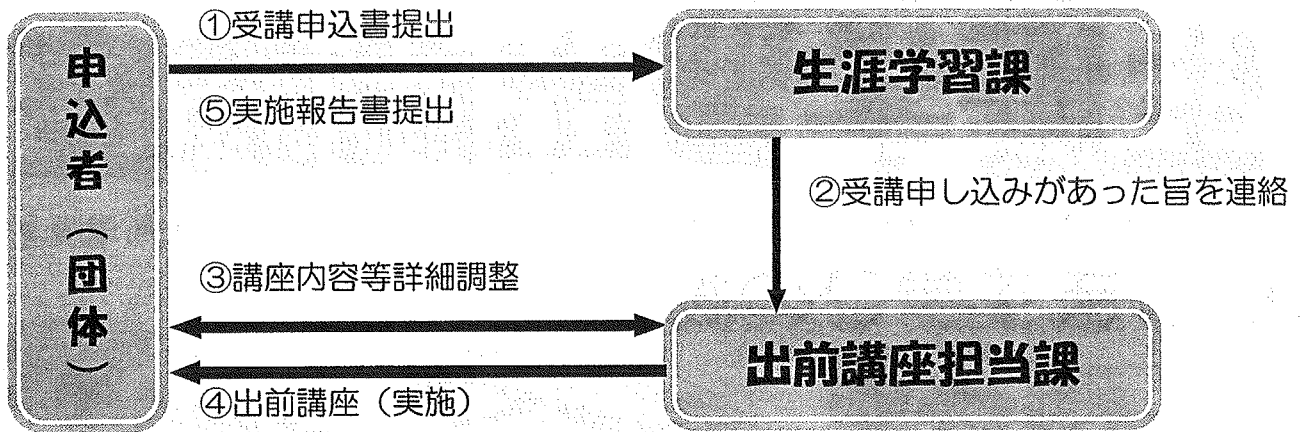 ①受講申込書提出
申込者（団体）
生涯学習課
⑤実施報告書提出
②受講申し込みがあった旨を連絡
③講座内容等詳細調整
出前講座担当課
④出前講座（実施）